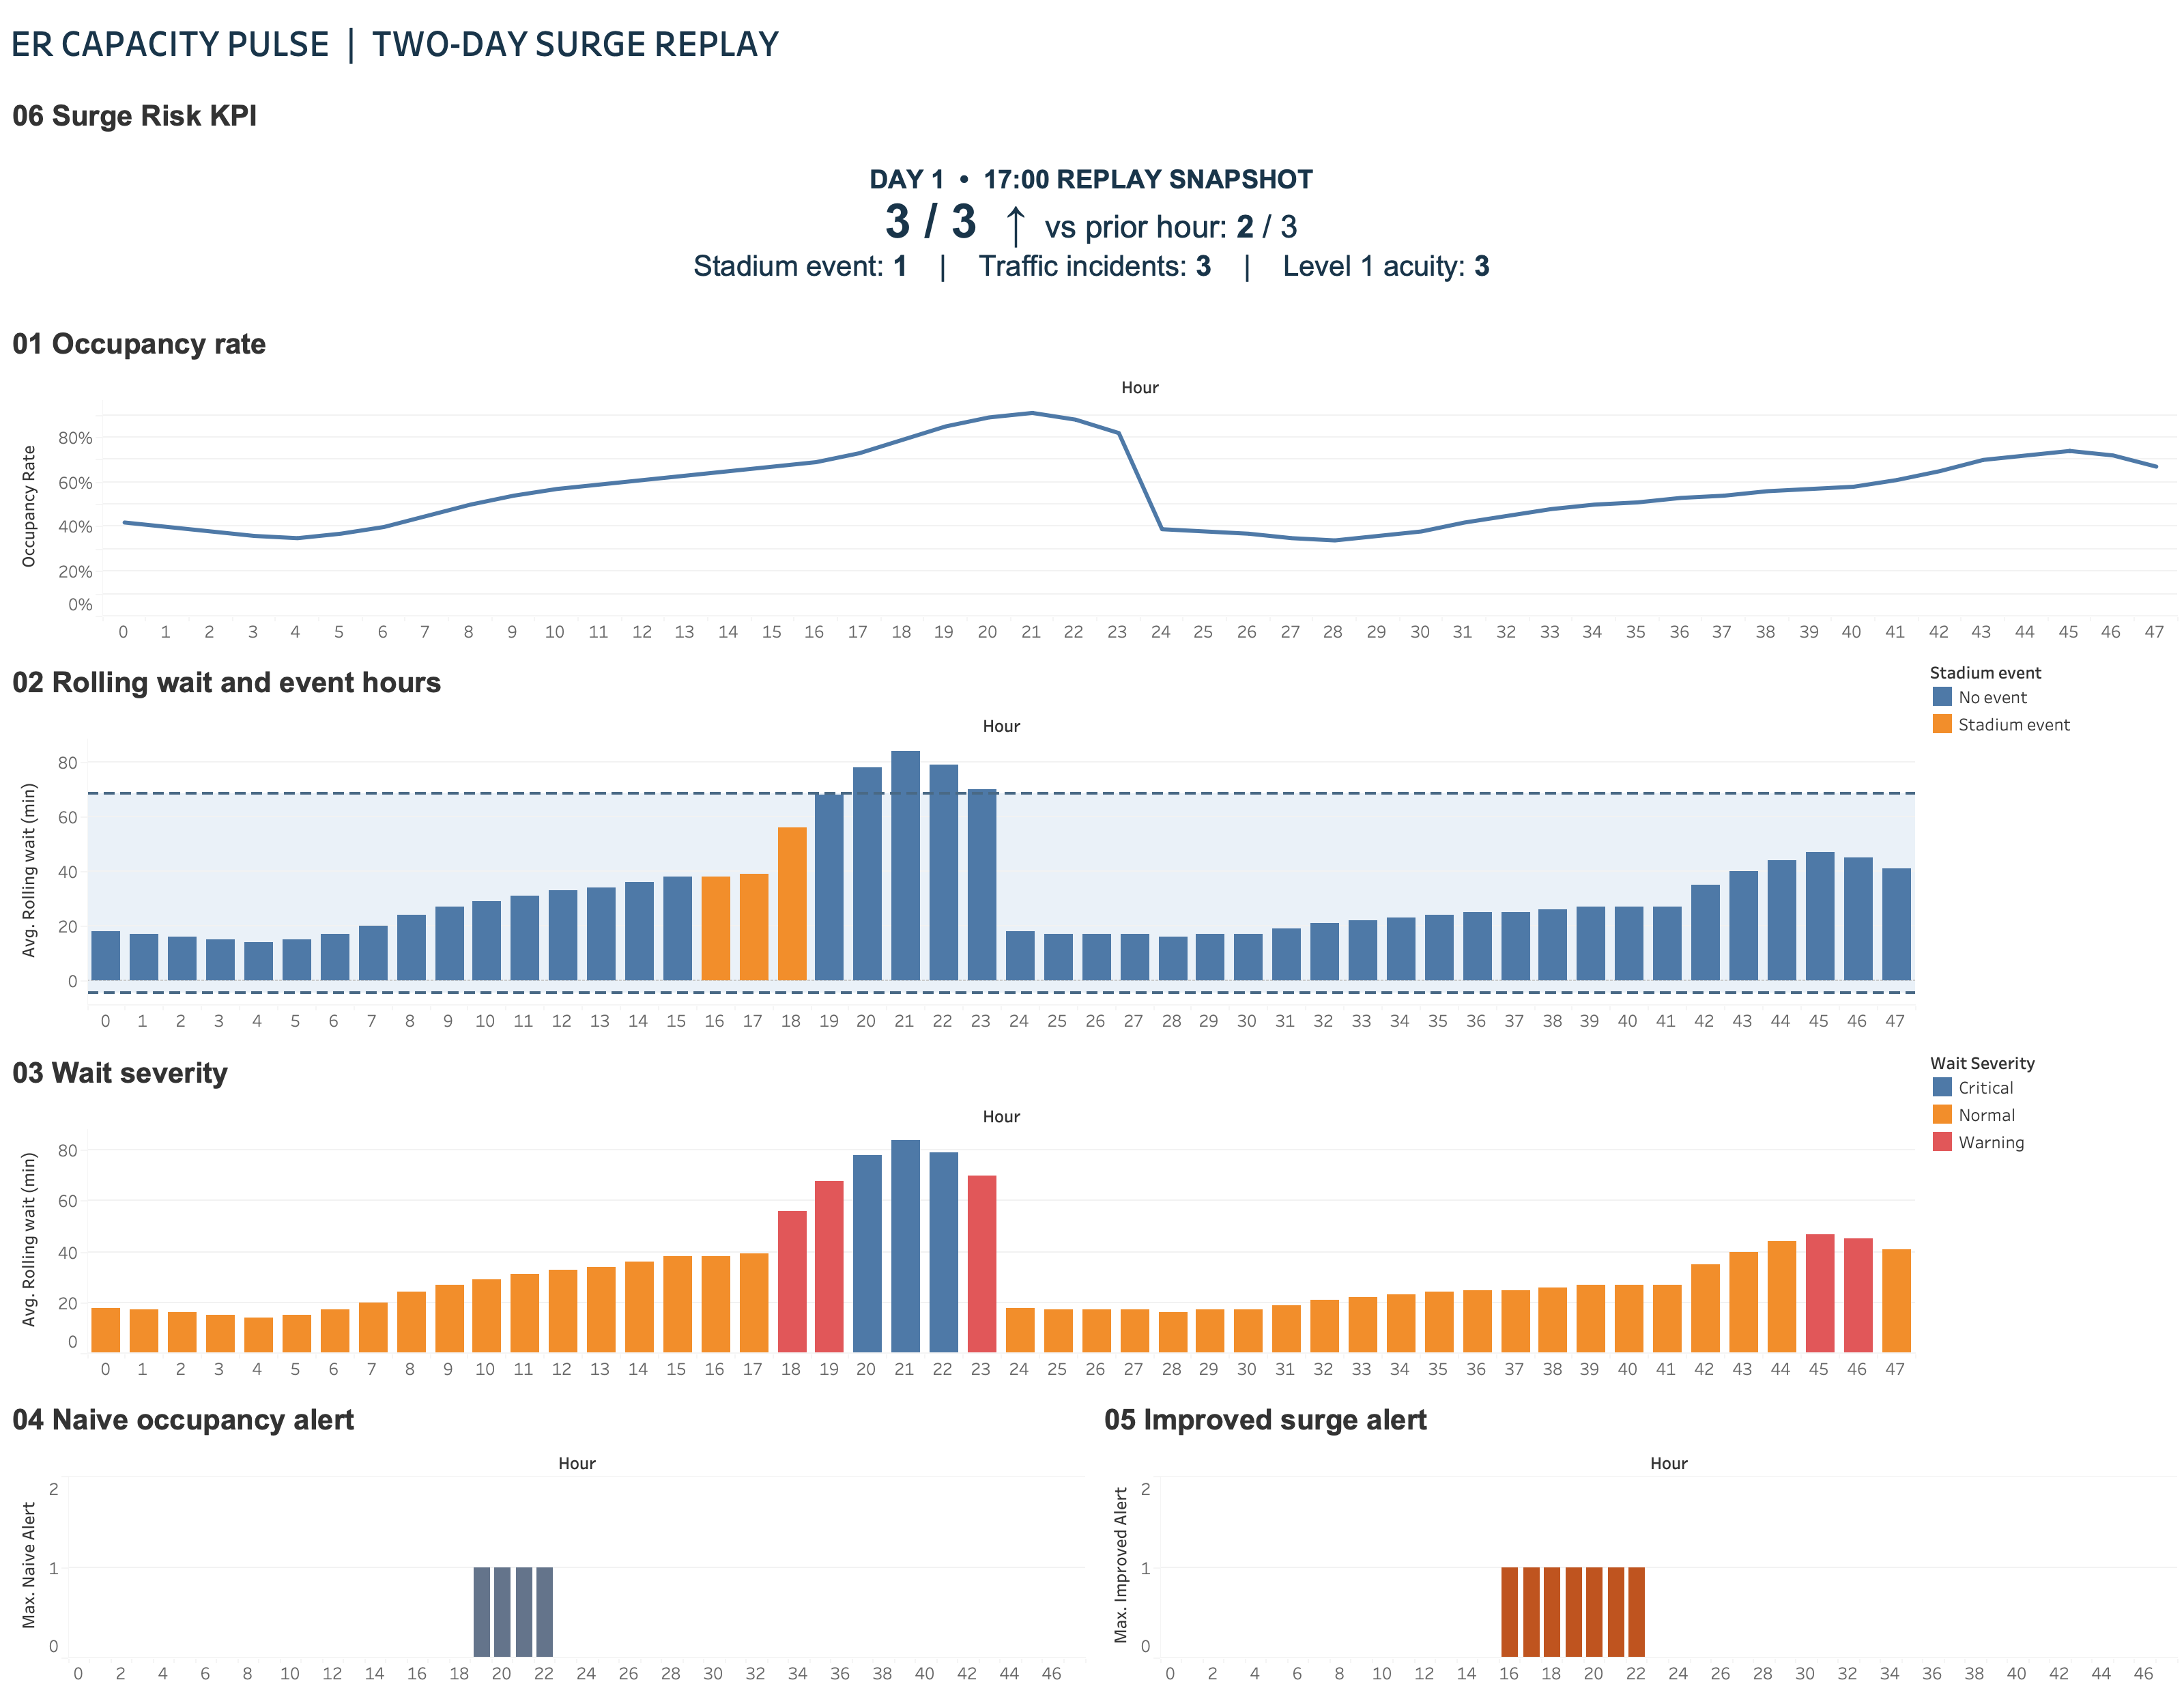 ER CAPACITY PULSE | TWO-DAY SURGE REPLAY
06 Surge Risk KPI
DAY 1 • 17:00 REPLAY SNAPSHOT
3 / 3 ↑ vs prior hour: 2 / 3
Stadium event: 1 | Traffic incidents: 3 | Level 1 acuity: 3
01 Occupancy rate
Hour
Occupancy Rate
80%
60%
40%
20%
0%
0 1 2 3 4 5 6 7 8 9 10 11 12 13 14 15 16 17 18 19 20 21 22 23 24 25 26 27 28 29 30 31 32 33 34 35 36 37 38 39 40 41 42 43 44 45 46 47
02 Rolling wait and event hours
Stadium event
No event
Stadium event
Hour
Avg. Rolling wait (min)
80
60
40
20
0
0 1 2 3 4 5 6 7 8 9 10 11 12 13 14 15 16 17 18 19 20 21 22 23 24 25 26 27 28 29 30 31 32 33 34 35 36 37 38 39 40 41 42 43 44 45 46 47
03 Wait severity
Wait Severity
Critical
Normal
Warning
Hour
Avg. Rolling wait (min)
80
60
40
20
0
0 1 2 3 4 5 6 7 8 9 10 11 12 13 14 15 16 17 18 19 20 21 22 23 24 25 26 27 28 29 30 31 32 33 34 35 36 37 38 39 40 41 42 43 44 45 46 47
04 Naive occupancy alert
Hour
Max. Naive Alert
2
1
0
0 2 4 6 8 10 12 14 16 18 20 22 24 26 28 30 32 34 36 38 40 42 44 46
05 Improved surge alert
Hour
Max. Improved Alert
2
1
0
0 2 4 6 8 10 12 14 16 18 20 22 24 26 28 30 32 34 36 38 40 42 44 46